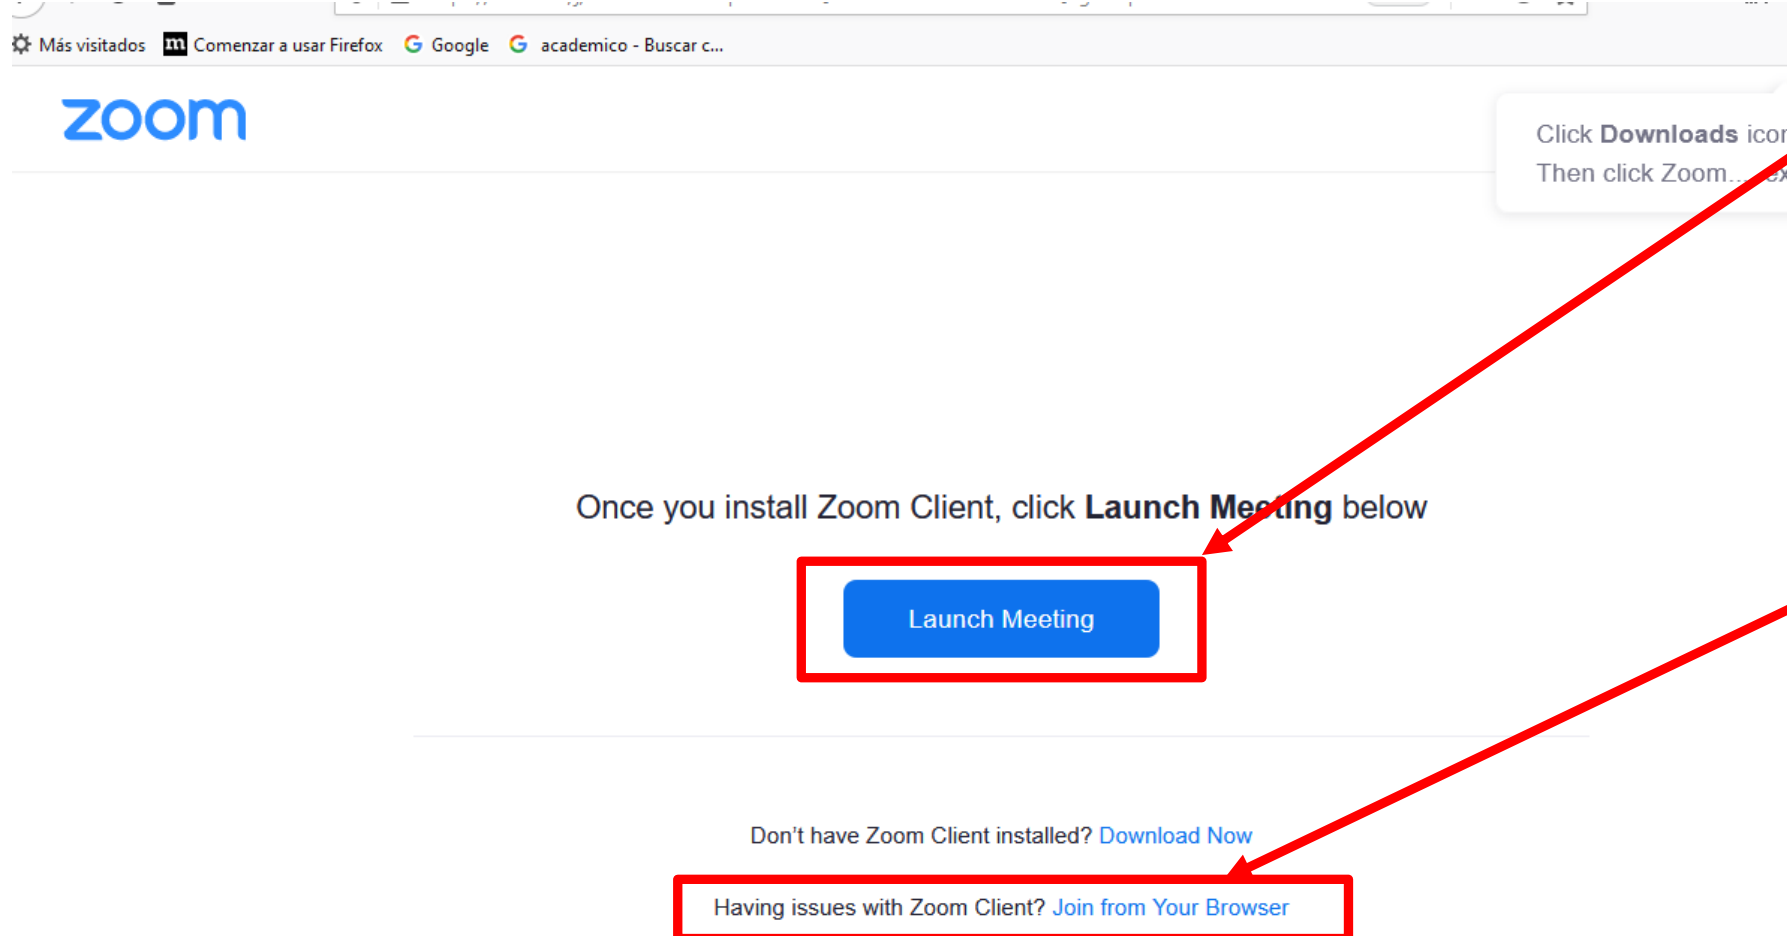 Más visitados m Comenzar a usar Firefox G Google G academico - Buscar c...
zoom
Click Downloads icon
Then click Zoom...
Once you install Zoom Client, click Launch Meeting below
Launch Meeting
Don't have Zoom Client installed? Download Now
Having issues with Zoom Client? Join from Your Browser